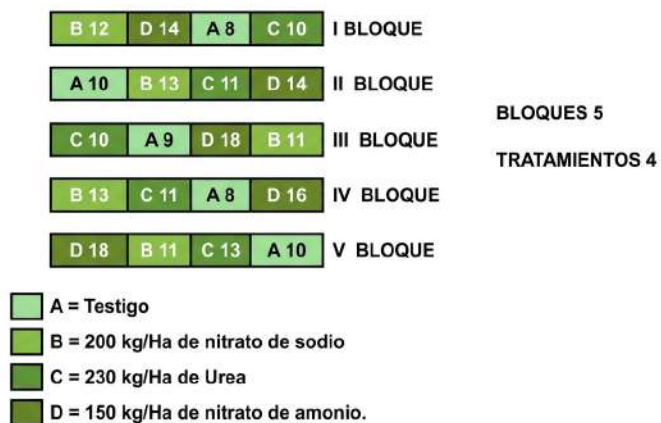 B 12 D 14 A 8 C 10 I BLOQUE
A 10 B 13 C 11 D 14 II BLOQUE
BLOQUES 5
C 10 A 9 D 18 B 11 III BLOQUE
TRATAMIENTOS 4
B 13 C 11 A 8 D 16 IV BLOQUE
D 18 B 11 C 13 A 10 V BLOQUE
A = Testigo
B = 200 kg/Ha de nitrato de sodio
C = 230 kg/Ha de Urea
D = 150 kg/Ha de nitrato de amonio.